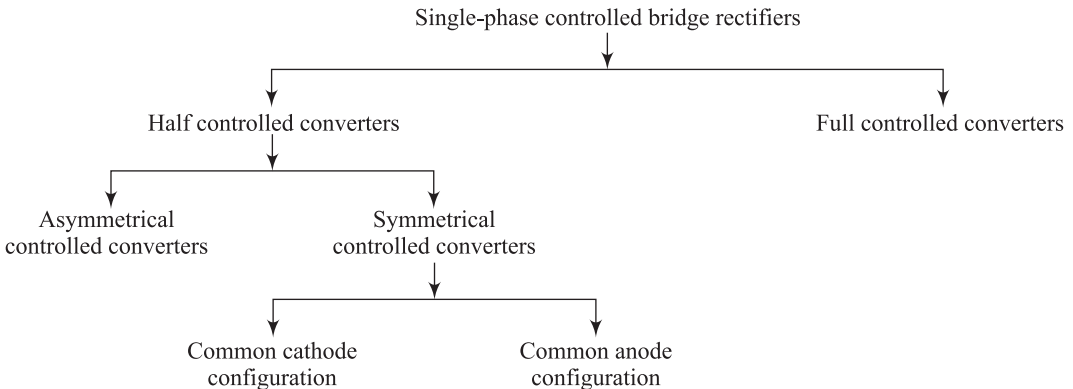 Single-phase controlled bridge rectifiers
Half controlled converters
Full controlled converters
Asymmetrical
controlled converters
Symmetrical
controlled converters
Common cathode
configuration
Common anode
configuration